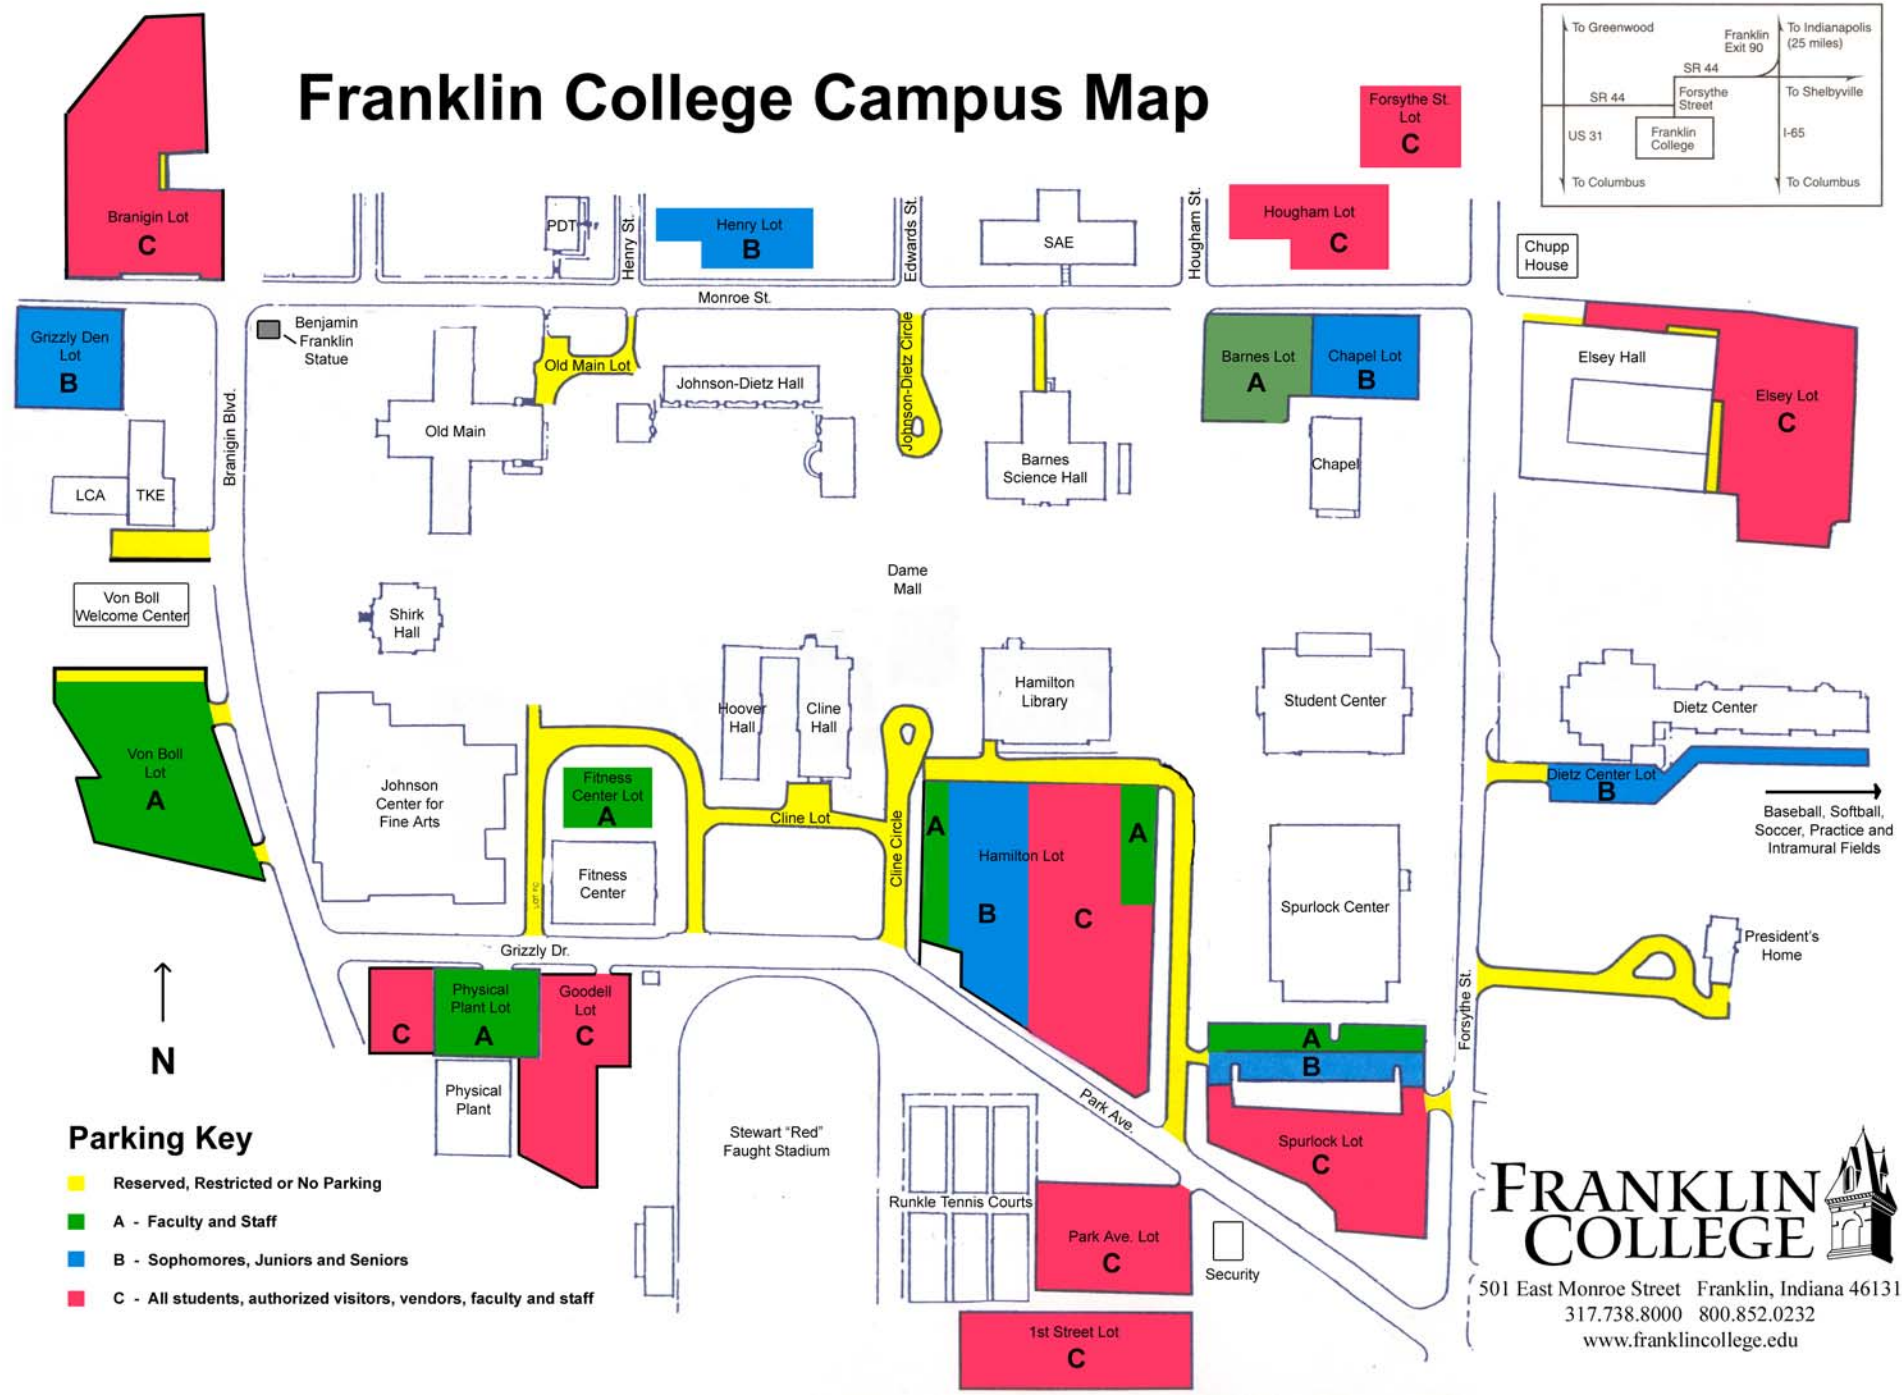 Franklin College Campus Map
To Greenwood
Franklin
Exit 90
To Indianapolis
(25 miles)
SR 44
SR 44
Forsythe
Street
To Shelbyville
US 31
Franklin
College
I-65
To Columbus
To Columbus
Forsythe St.
Lot
C
Branigin Lot
C
PDT
Henry St.
Henry Lot
B
Edwards St.
SAE
Hougham St.
Hougham Lot
C
Chupp
House
Monroe St.
Grizzly Den
Lot
B
Benjamin
Franklin
Statue
Old Main Lot
Johnson-Dietz Hall
Johnson-Dietz Circle
Barnes Lot
A
Chapel Lot
B
Elsey Hall
Elsey Lot
C
Branigin Blvd.
Old Main
Barnes
Science Hall
Chapel
LCA
TKE
Dame
Mall
Von Boll
Welcome Center
Shirk
Hall
Hoover
Hall
Cline
Hall
Hamilton
Library
Student Center
Dietz Center
Von Boll
Lot
A
Johnson
Center for
Fine Arts
Fitness
Center Lot
A
Cline Lot
Cline Circle
A
Hamilton Lot
A
B
C
Dietz Center Lot
B
Baseball, Softball,
Soccer, Practice and
Intramural Fields
Fitness
Center
Spurlock Center
President's
Home
Grizzly Dr.
Forsythe St.
C
Physical
Plant Lot
A
Goodell
Lot
C
A
B
N
Physical
Plant
Park Ave.
Stewart "Red"
Faught Stadium
Spurlock Lot
C
Runkle Tennis Courts
Park Ave. Lot
C
Security
1st Street Lot
C
Parking Key
Reserved, Restricted or No Parking
A - Faculty and Staff
B - Sophomores, Juniors and Seniors
C - All students, authorized visitors, vendors, faculty and staff
FRANKLIN
COLLEGE
501 East Monroe Street Franklin, Indiana 46131
317.738.8000 800.852.0232
www.franklincollege.edu